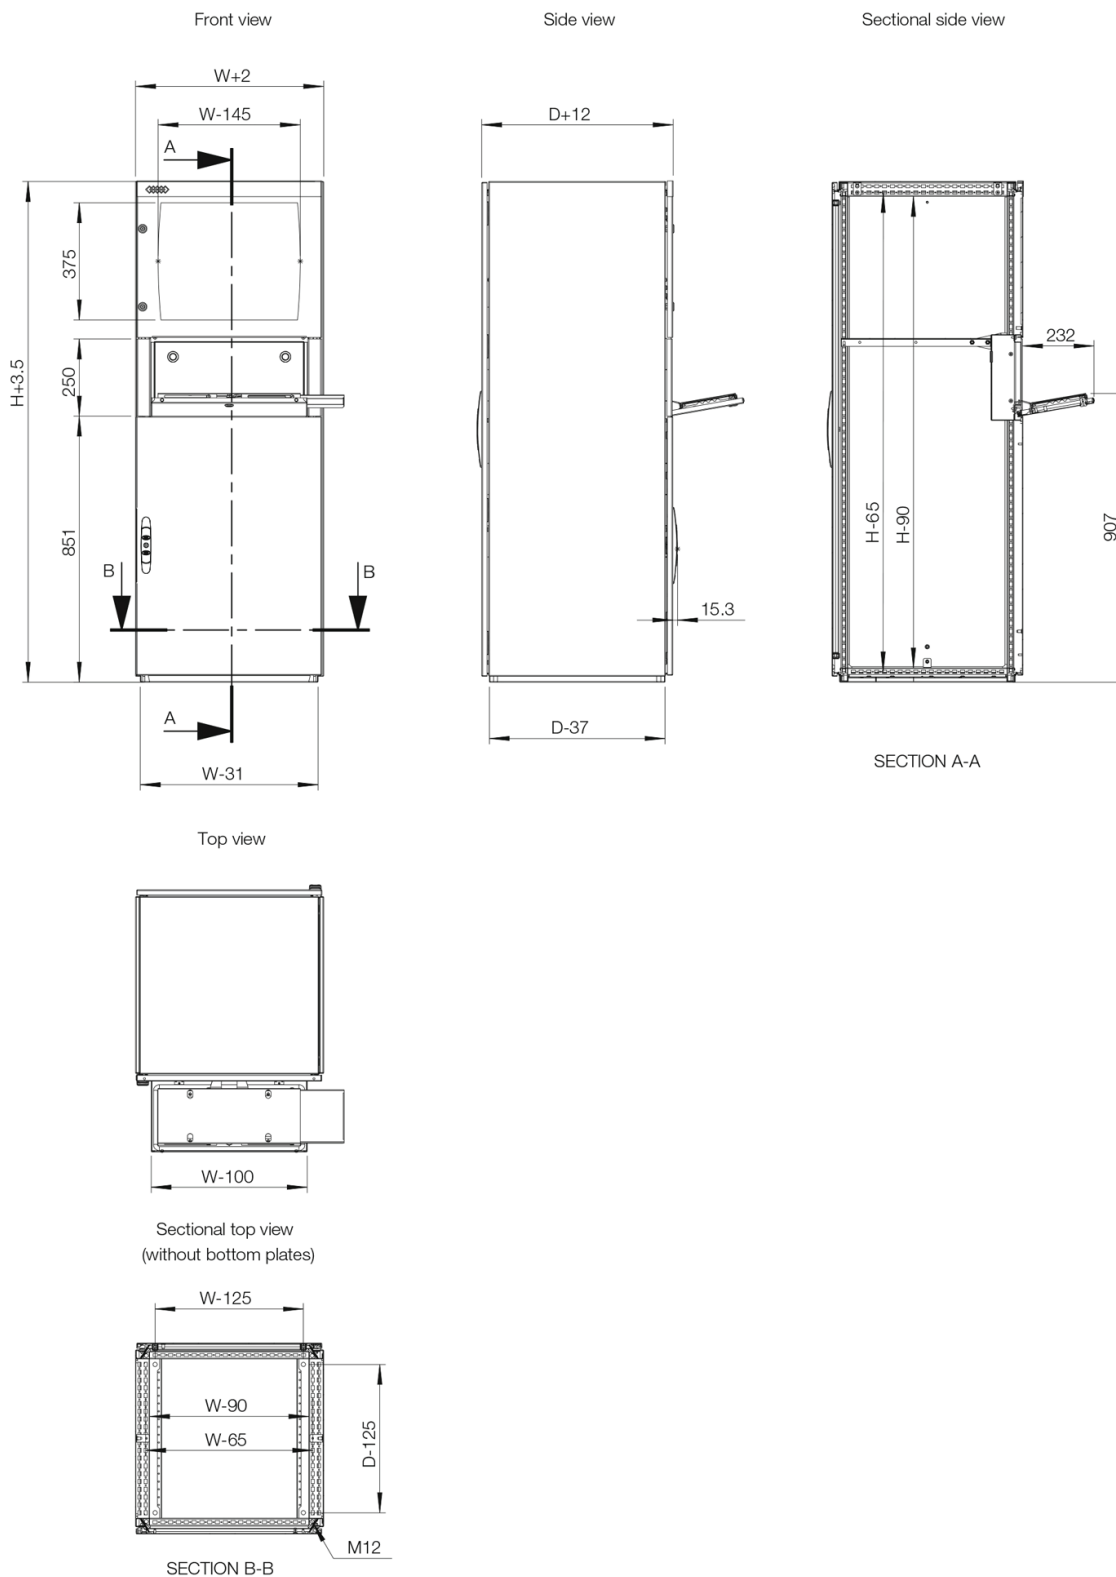 Front view
Side view
Sectional side view
W+2
W-145
D+12
A
375
H+3.5
250
232
851
H-65
H-90
907
B
B
15.3
A
W-31
D-37
SECTION A-A
Top view
W-100
Sectional top view
(without bottom plates)
W-125
W-90
W-65
D-125
M12
SECTION B-B